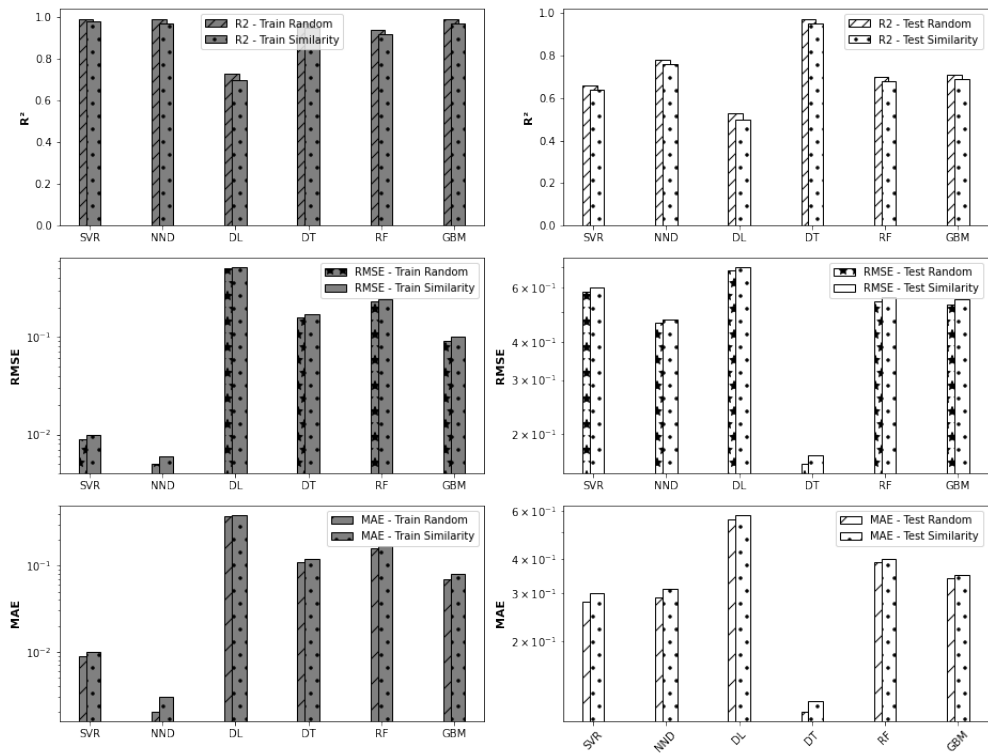 1.0
0.8
0.6
0.4
0.2
0.0
R²
R2 - Train Random
R2 - Train Similarity
SVR NND DL DT RF GBM
1.0
0.8
0.6
0.4
0.2
0.0
R²
R2 - Test Random
R2 - Test Similarity
SVR NND DL DT RF GBM
10⁻¹
10⁻²
RMSE
RMSE - Train Random
RMSE - Train Similarity
SVR NND DL DT RF GBM
6 × 10⁻¹
4 × 10⁻¹
3 × 10⁻¹
2 × 10⁻¹
RMSE
RMSE - Test Random
RMSE - Test Similarity
SVR NND DL DT RF GBM
10⁻¹
10⁻²
MAE
MAE - Train Random
MAE - Train Similarity
SVR NND DL DT RF GBM
6 × 10⁻¹
4 × 10⁻¹
3 × 10⁻¹
2 × 10⁻¹
MAE
MAE - Test Random
MAE - Test Similarity
SVR NND DL DT RF GBM